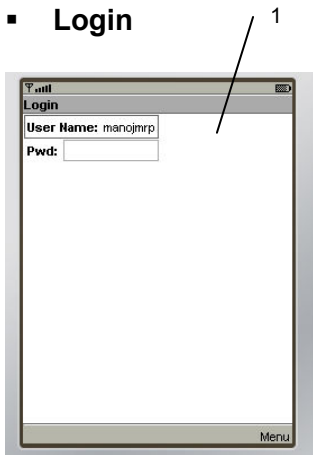 ▪ Login 1
Login
User Name: manojmrp
Pwd:
Menu